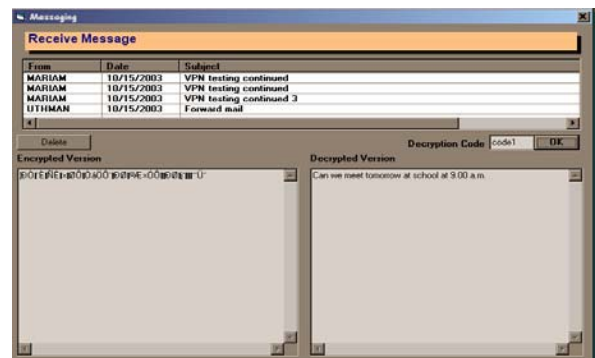 Messaging
Receive Message
From Date Subject
MARIAM 10/15/2003 VPN testing continued
MARIAM 10/15/2003 VPN testing continued
MARIAM 10/15/2003 VPN testing continued 3
UTHMAN 10/15/2003 Forward mail
Delete Decryption Code code1 OK
Encrypted Version Decrypted Version
Can we meet tomorrow at school at 9.00 a.m.